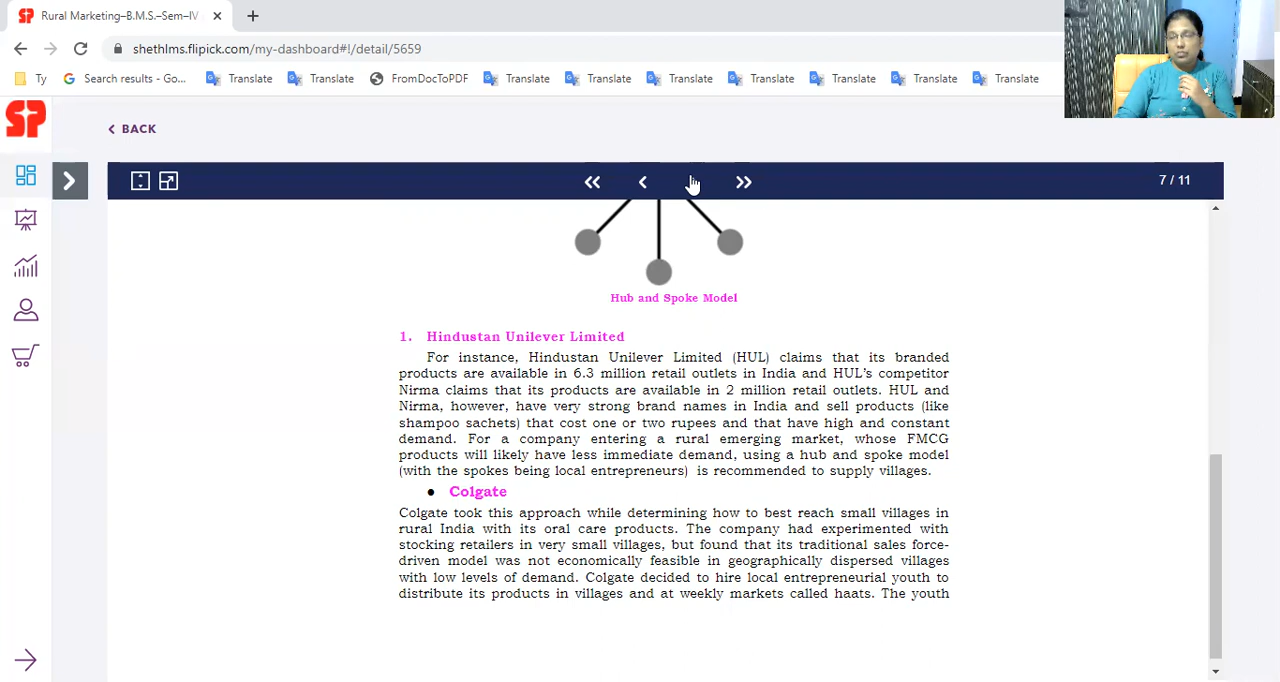 Rural Marketing–B.M.S.–Sem–IV
shethlms.flipick.com/my-dashboard#!/detail/5659
Ty
Search results - Go...
Translate
Translate
FromDocToPDF
Translate
Translate
Translate
Translate
Translate
Translate
Translate
SP
BACK
7 / 11
Hub and Spoke Model
1. Hindustan Unilever Limited
For instance, Hindustan Unilever Limited (HUL) claims that its branded
products are available in 6.3 million retail outlets in India and HUL's competitor
Nirma claims that its products are available in 2 million retail outlets. HUL and
Nirma, however, have very strong brand names in India and sell products (like
shampoo sachets) that cost one or two rupees and that have high and constant
demand. For a company entering a rural emerging market, whose FMCG
products will likely have less immediate demand, using a hub and spoke model
(with the spokes being local entrepreneurs) is recommended to supply villages.
● Colgate
Colgate took this approach while determining how to best reach small villages in
rural India with its oral care products. The company had experimented with
stocking retailers in very small villages, but found that its traditional sales force-
driven model was not economically feasible in geographically dispersed villages
with low levels of demand. Colgate decided to hire local entrepreneurial youth to
distribute its products in villages and at weekly markets called haats. The youth